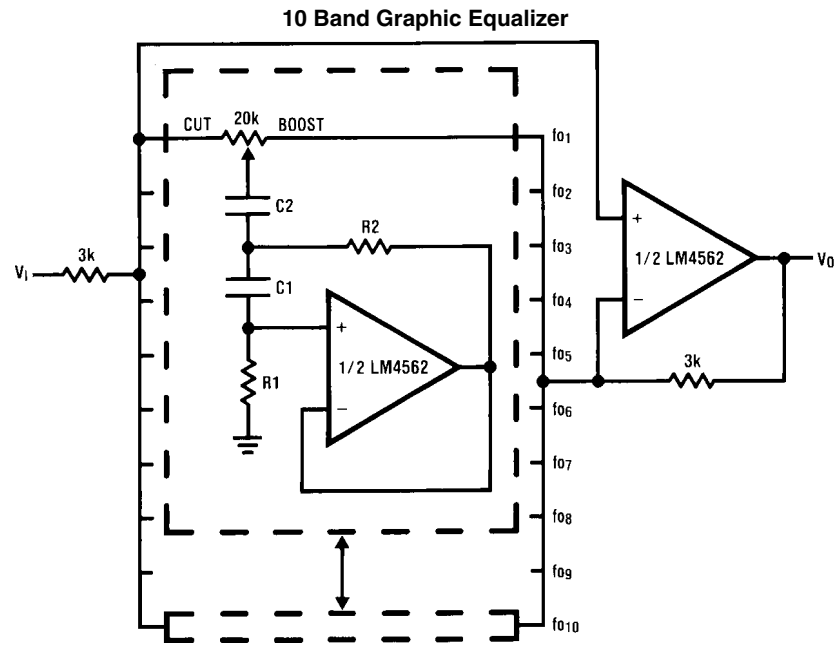 10 Band Graphic Equalizer
CUT 20k BOOST
fo1
C2
fo2
R2
fo3
+
1/2 LM4562
Vo
3k
VI
C1
fo4
−
+
1/2 LM4562
fo5
3k
R1
−
fo6
fo7
fo8
fo9
fo10